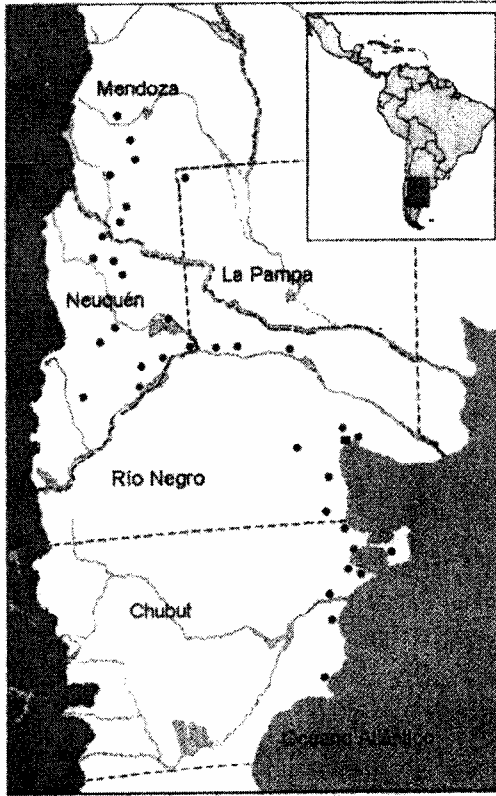 Mendoza
La Pampa
Neuquén
Río Negro
Chubut
Océano Atlántico